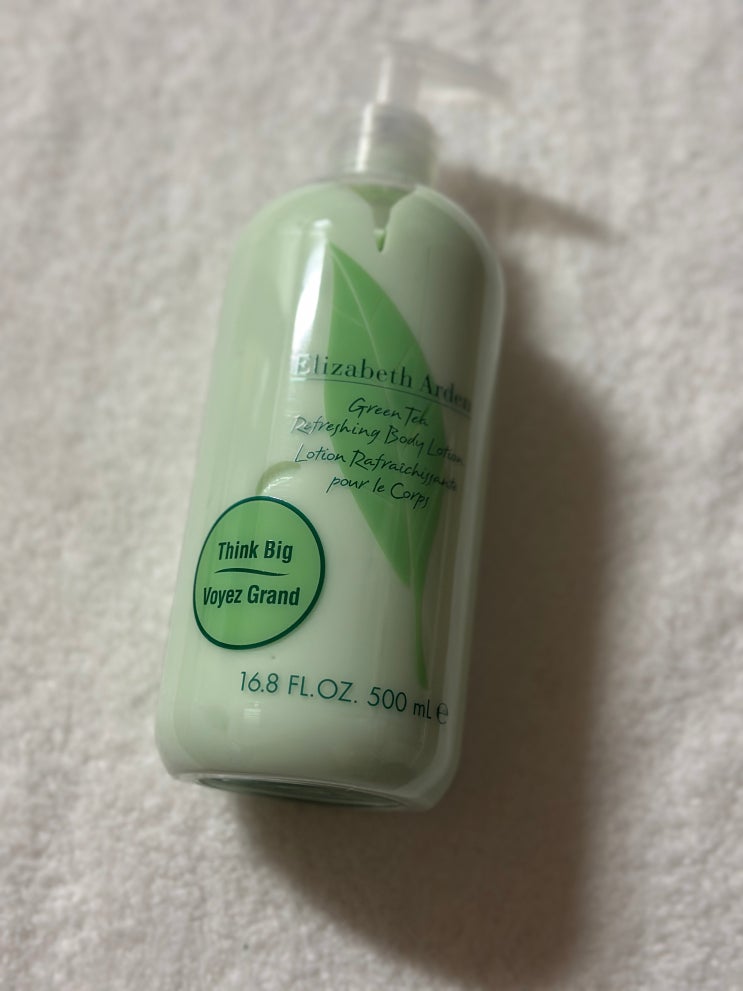 Elizabeth Arden
Green Tea
Refreshing Body Lotion
Lotion Rafraîchissante
pour le Corps
Think Big
Voyez Grand
16.8 FL.OZ. 500 mL ℮